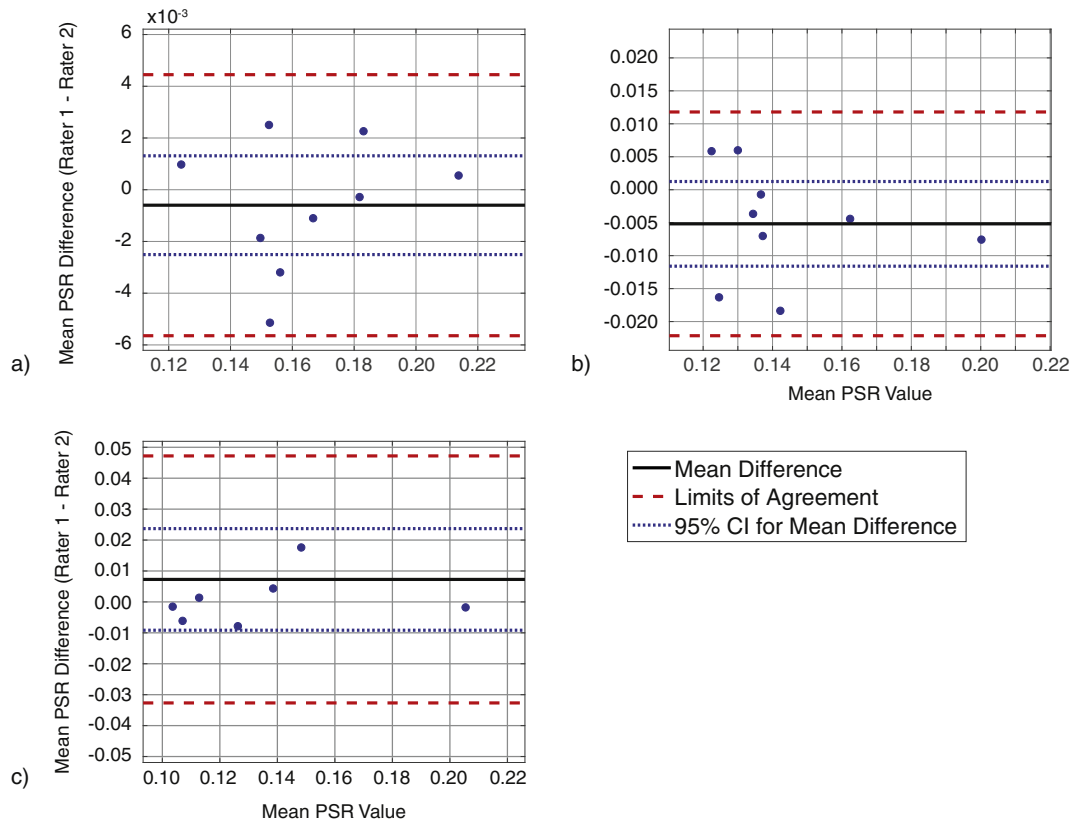 x10-3
6
4
2
0
-2
-4
-6
0.12 0.14 0.16 0.18 0.20 0.22
Mean PSR Difference (Rater 1 - Rater 2)
a)
0.020
0.015
0.010
0.005
0.000
-0.005
-0.010
-0.015
-0.020
0.12 0.14 0.16 0.18 0.20 0.22
Mean PSR Value
b)
0.05
0.04
0.03
0.02
0.01
0.00
-0.01
-0.02
-0.03
-0.04
-0.05
0.10 0.12 0.14 0.16 0.18 0.20 0.22
Mean PSR Difference (Rater 1 - Rater 2)
Mean PSR Value
c)
Mean Difference
Limits of Agreement
95% CI for Mean Difference